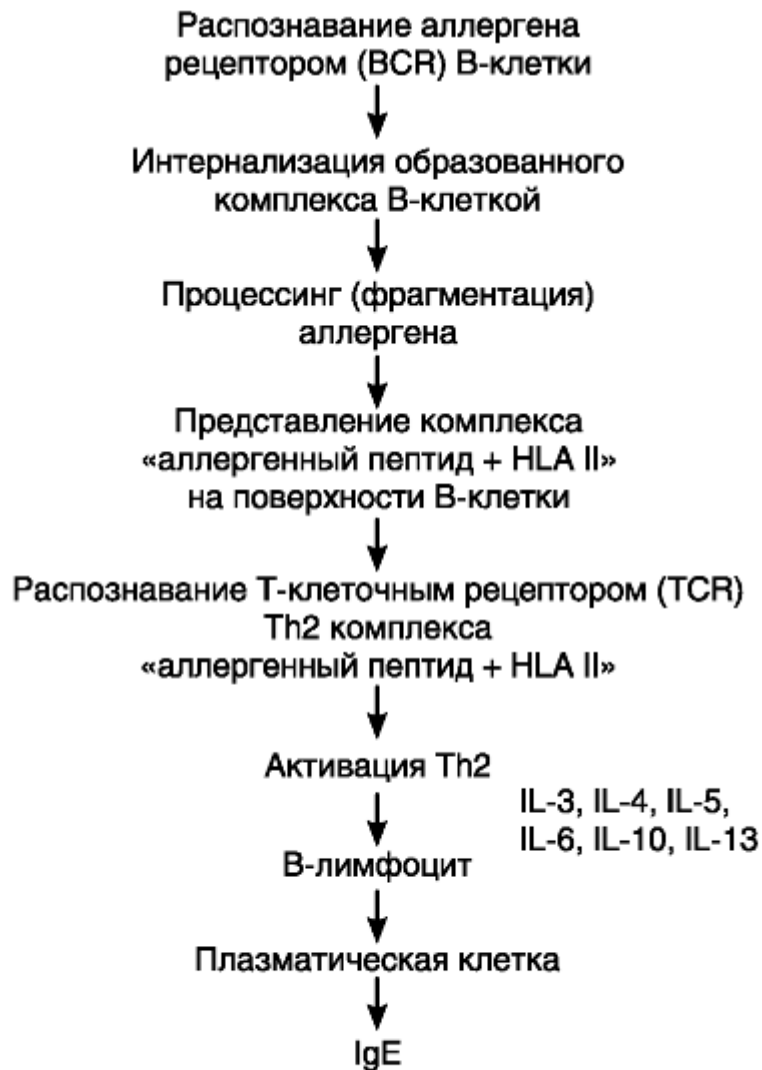 Распознавание аллергена
рецептором (BCR) В-клетки
Интернализация образованного
комплекса В-клеткой
Процессинг (фрагментация)
аллергена
Представление комплекса
«аллергенный пептид + HLA II»
на поверхности В-клетки
Распознавание Т-клеточным рецептором (TCR)
Th2 комплекса
«аллергенный пептид + HLA II»
Активация Th2
IL-3, IL-4, IL-5,
IL-6, IL-10, IL-13
В-лимфоцит
Плазматическая клетка
IgE